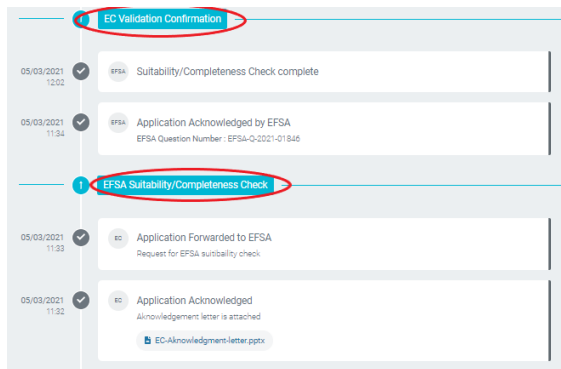 EC Validation Confirmation
05/03/2021
12:02
EFSA
Suitability/Completeness Check complete
05/03/2021
11:34
EFSA
Application Acknowledged by EFSA
EFSA Question Number : EFSA-Q-2021-01846
EFSA Suitability/Completeness Check
05/03/2021
11:33
EC
Application Forwarded to EFSA
Request for EFSA suitibaility check
05/03/2021
11:32
EC
Application Acknowledged
Aknowledgement letter is attached
EC-Aknowledgment-letter.pptx